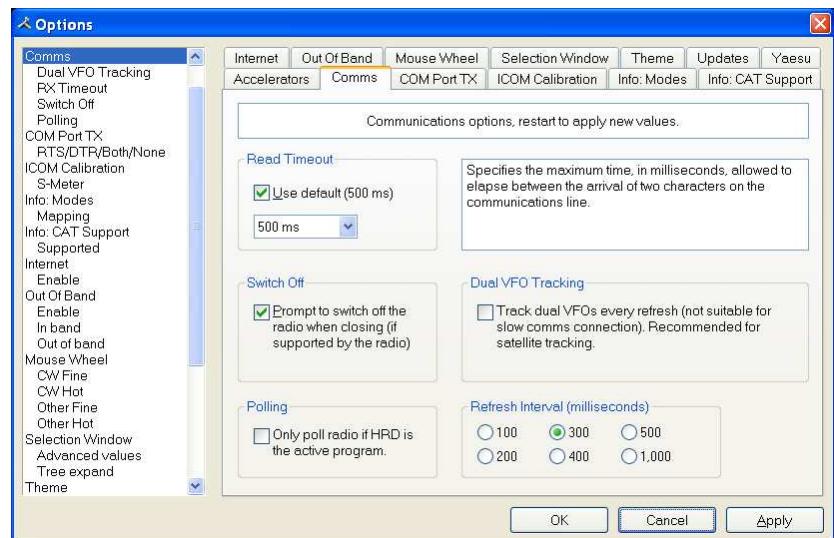 Options
Comms
Dual VFO Tracking
RX Timeout
Switch Off
Polling
COM Port TX
RTS/DTR/Both/None
ICOM Calibration
S-Meter
Info: Modes
Mapping
Info: CAT Support
Supported
Internet
Enable
Out Of Band
Enable
In band
Out of band
Mouse Wheel
CW Fine
CW Hot
Other Fine
Other Hot
Selection Window
Advanced values
Tree expand
Theme
Internet Out Of Band Mouse Wheel Selection Window Theme Updates Yaesu
Accelerators Comms COM Port TX ICOM Calibration Info: Modes Info: CAT Support
Communications options, restart to apply new values.
Read Timeout
Use default (500 ms)
500 ms
Specifies the maximum time, in milliseconds, allowed to
elapse between the arrival of two characters on the
communications line.
Switch Off
Prompt to switch off the
radio when closing (if
supported by the radio)
Dual VFO Tracking
Track dual VFOs every refresh (not suitable for
slow comms connection). Recommended for
satellite tracking.
Polling
Only poll radio if HRD is
the active program.
Refresh Interval (milliseconds)
100 300 500
200 400 1,000
OK Cancel Apply